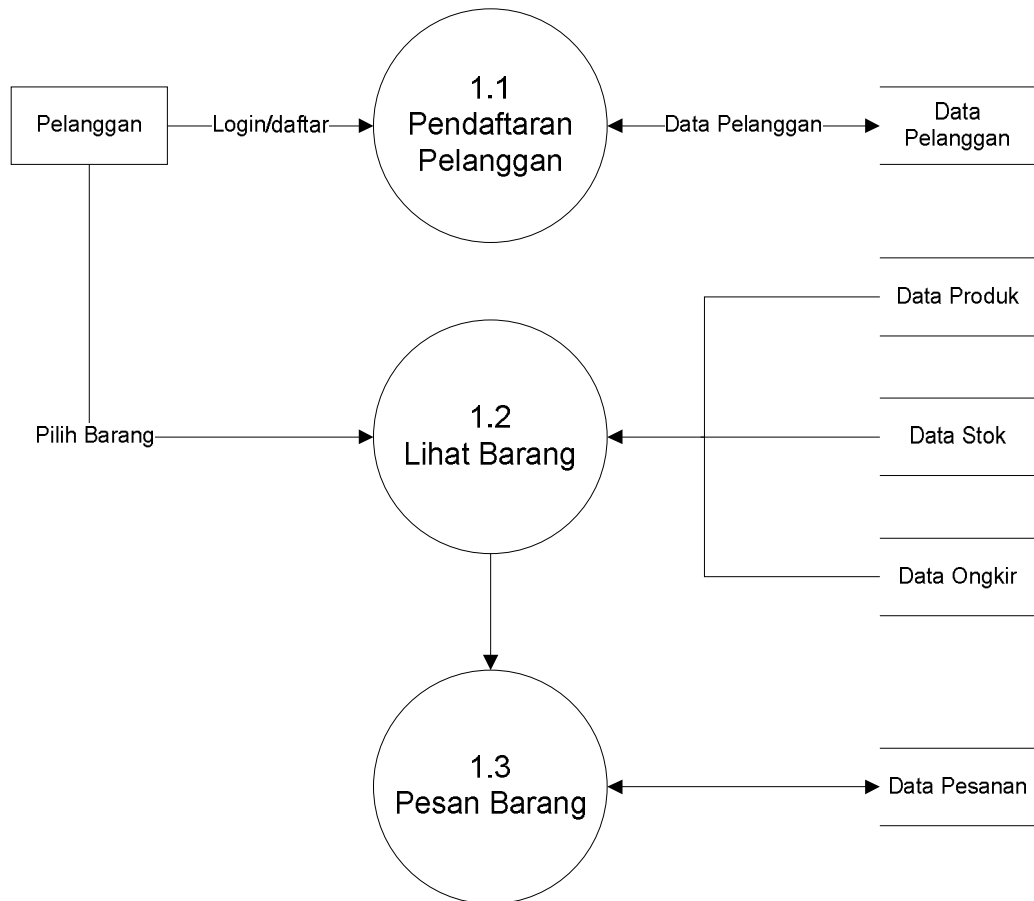 Pelanggan
Login/daftar
1.1
Pendaftaran
Pelanggan
Data Pelanggan
Data
Pelanggan
Data Produk
Pilih Barang
1.2
Lihat Barang
Data Stok
Data Ongkir
1.3
Pesan Barang
Data Pesanan